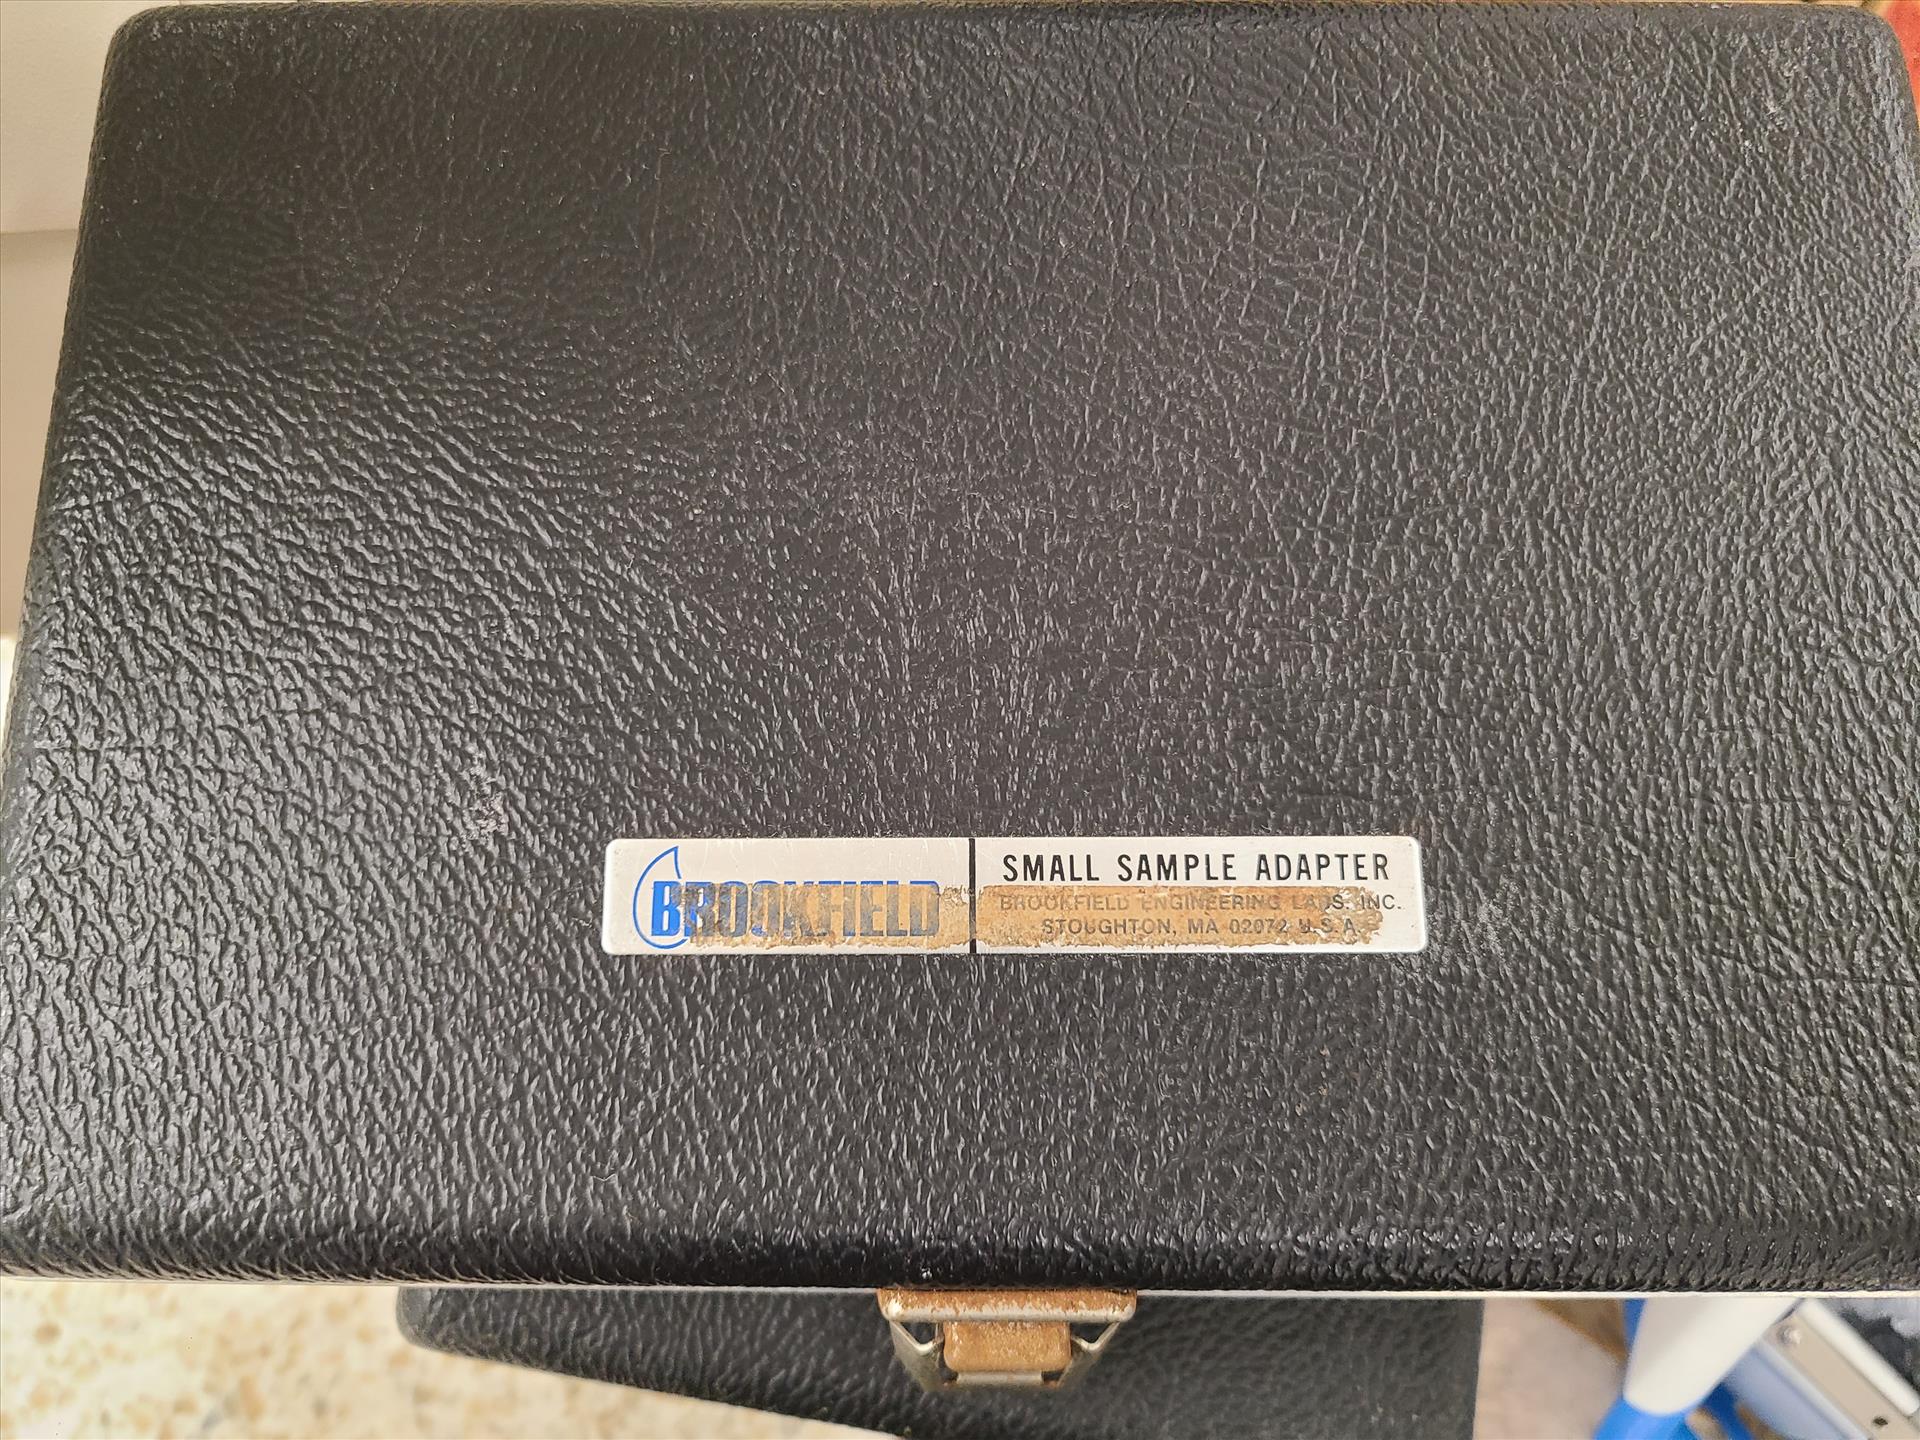 BROOKFIELD
SMALL SAMPLE ADAPTER
BROOKFIELD ENGINEERING LABS. INC.
STOUGHTON, MA 02072 U.S.A.